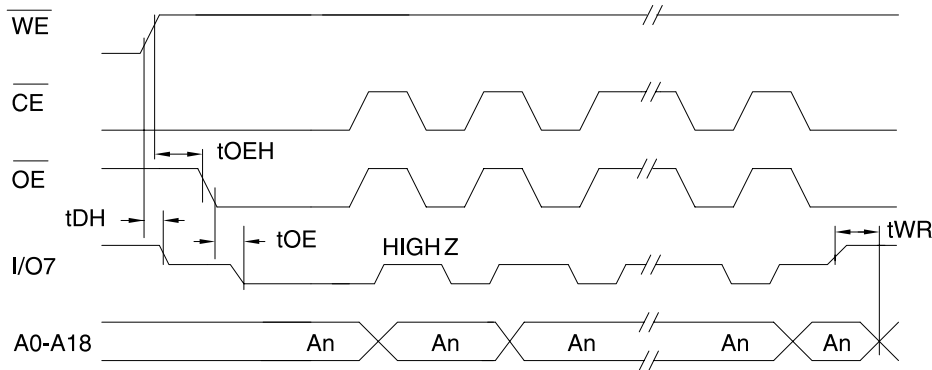 WE
CE
tOEH
OE
tDH
tOE
tWR
HIGH Z
I/O7
A0-A18 An An An An An